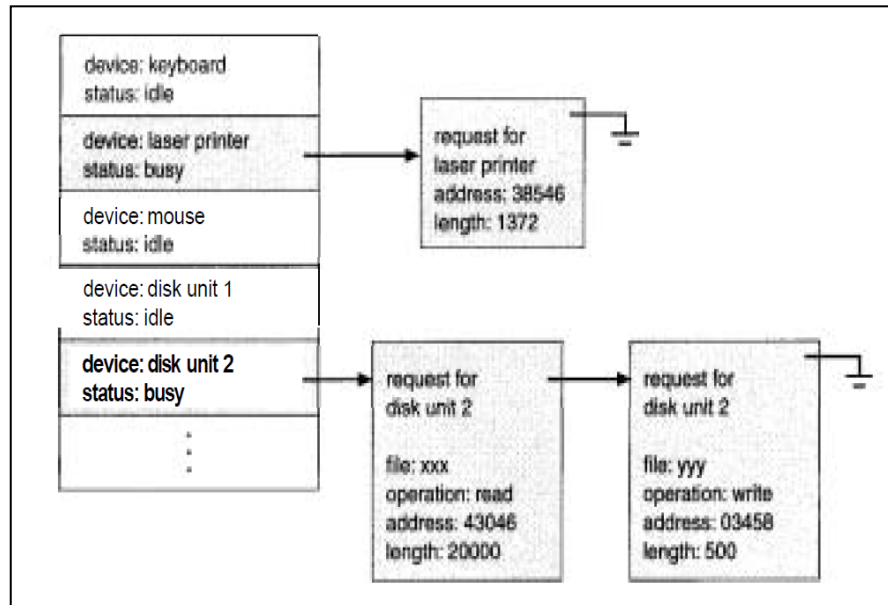 device: keyboard
status: idle
device: laser printer
status: busy
device: mouse
status: idle
device: disk unit 1
status: idle
device: disk unit 2
status: busy
request for
laser printer
address: 38546
length: 1372
request for
disk unit 2
file: xxx
operation: read
address: 43046
length: 20000
request for
disk unit 2
file: yyy
operation: write
address: 03458
length: 500